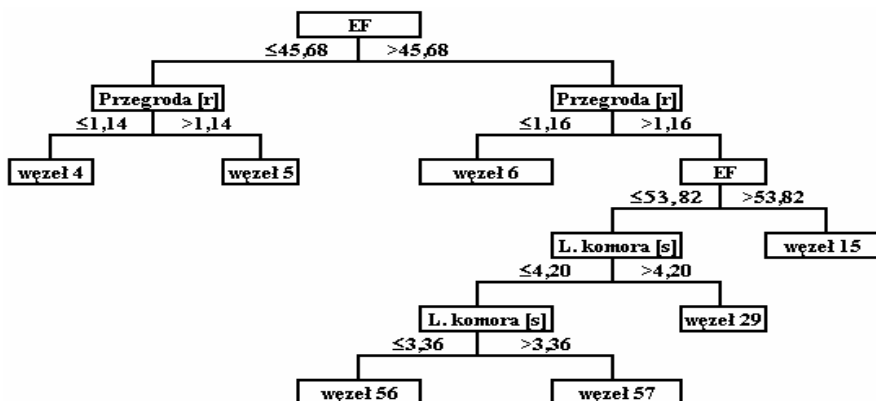 EF
≤45,68 >45,68
Przegroda [r] Przegroda [r]
≤1,14 >1,14 ≤1,16 >1,16
węzeł 4 węzeł 5 węzeł 6 EF
≤53,82 >53,82
L. komora [s] węzeł 15
≤4,20 >4,20
L. komora [s] węzeł 29
≤3,36 >3,36
węzeł 56 węzeł 57